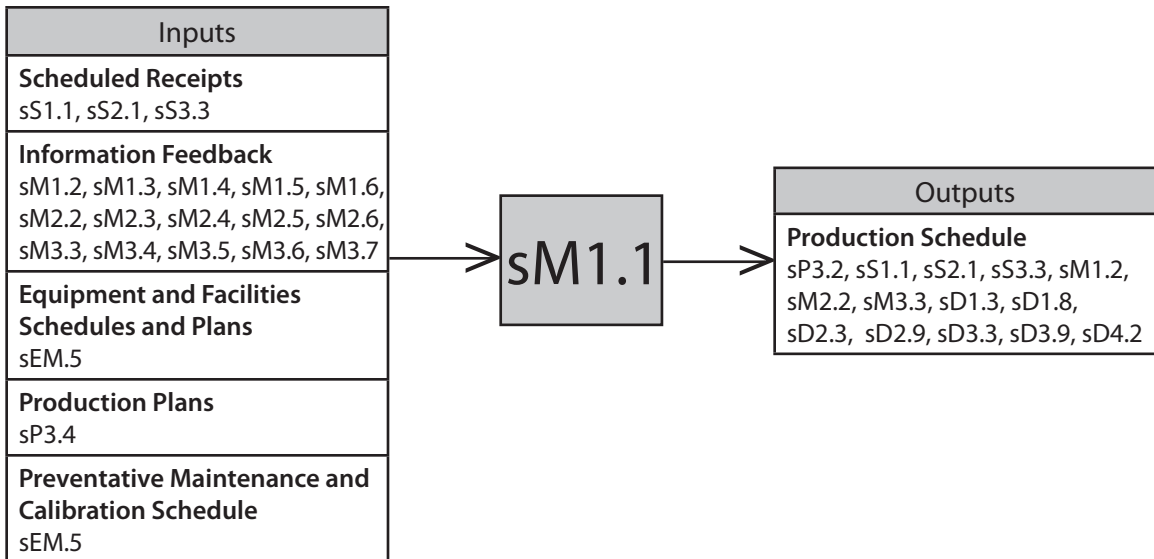 Inputs
Scheduled Receipts
sS1.1, sS2.1, sS3.3
Information Feedback
sM1.2, sM1.3, sM1.4, sM1.5, sM1.6,
sM2.2, sM2.3, sM2.4, sM2.5, sM2.6,
sM3.3, sM3.4, sM3.5, sM3.6, sM3.7
Equipment and Facilities
Schedules and Plans
sEM.5
Production Plans
sP3.4
Preventative Maintenance and
Calibration Schedule
sEM.5
sM1.1
Outputs
Production Schedule
sP3.2, sS1.1, sS2.1, sS3.3, sM1.2,
sM2.2, sM3.3, sD1.3, sD1.8,
sD2.3, sD2.9, sD3.3, sD3.9, sD4.2